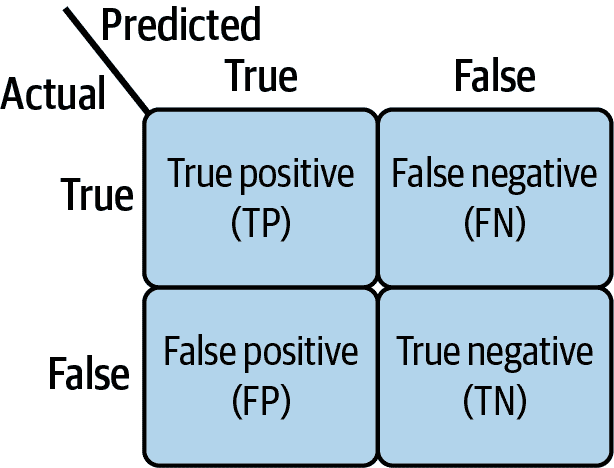 Predicted
Actual
True False
True
True positive
(TP)
False negative
(FN)
False
False positive
(FP)
True negative
(TN)